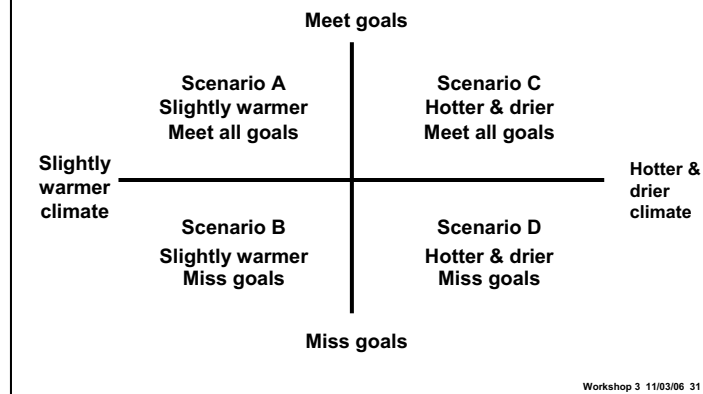 Meet goals
Scenario A
Slightly warmer
Meet all goals
Scenario C
Hotter & drier
Meet all goals
Slightly
warmer
climate
Hotter &
drier
climate
Scenario B
Slightly warmer
Miss goals
Scenario D
Hotter & drier
Miss goals
Miss goals
Workshop 3 11/03/06 31